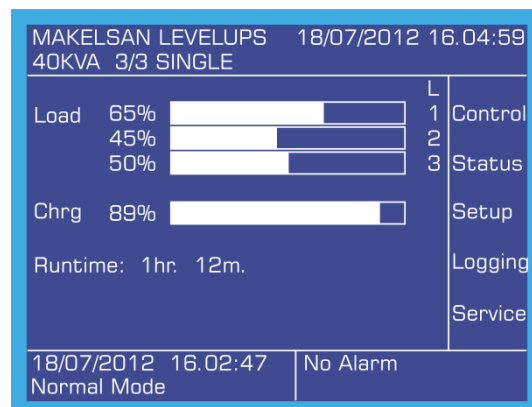 MAKELSAN LEVELUPS 18/07/2012 16.04:59
40KVA 3/3 SINGLE
L
Load 65% 1
45% 2
50% 3
Chrg 89%
Runtime: 1hr. 12m.
Control
Status
Setup
Logging
Service
18/07/2012 16.02:47
Normal Mode
No Alarm